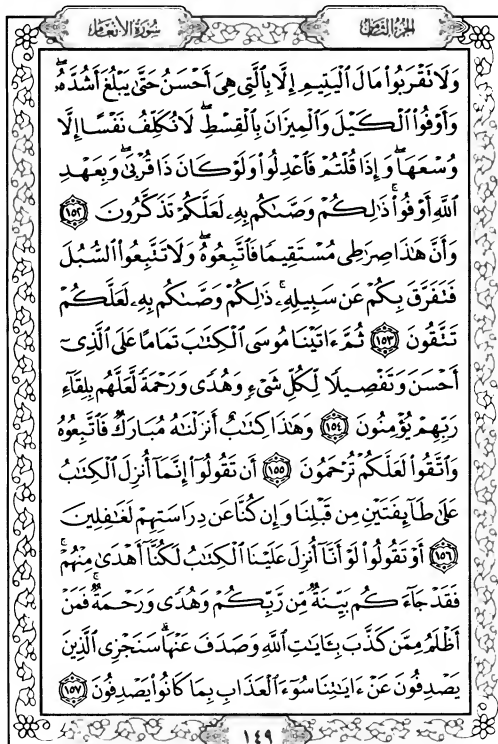 الجزء الثامن
سورة الأنعام
وَلَا تَقْرَبُوا۟ مَالَ ٱلْيَتِيمِ إِلَّا بِٱلَّتِى هِىَ أَحْسَنُ حَتَّىٰ يَبْلُغَ أَشُدَّهُۥۖ
وَأَوْفُوا۟ ٱلْكَيْلَ وَٱلْمِيزَانَ بِٱلْقِسْطِۖ لَا نُكَلِّفُ نَفْسًا إِلَّا
وُسْعَهَاۖ وَإِذَا قُلْتُمْ فَٱعْدِلُوا۟ وَلَوْ كَانَ ذَا قُرْبَىٰۖ وَبِعَهْدِ
ٱللَّهِ أَوْفُوا۟ۚ ذَٰلِكُمْ وَصَّىٰكُم بِهِۦ لَعَلَّكُمْ تَذَكَّرُونَ ١٥٢
وَأَنَّ هَٰذَا صِرَٰطِى مُسْتَقِيمًا فَٱتَّبِعُوهُۖ وَلَا تَتَّبِعُوا۟ ٱلسُّبُلَ
فَتَفَرَّقَ بِكُمْ عَن سَبِيلِهِۦۚ ذَٰلِكُمْ وَصَّىٰكُم بِهِۦ لَعَلَّكُمْ
تَتَّقُونَ ١٥٣ ثُمَّ ءَاتَيْنَا مُوسَى ٱلْكِتَٰبَ تَمَامًا عَلَى ٱلَّذِىٓ
أَحْسَنَ وَتَفْصِيلًا لِّكُلِّ شَىْءٍ وَهُدًى وَرَحْمَةً لَّعَلَّهُم بِلِقَآءِ
رَبِّهِمْ يُؤْمِنُونَ ١٥٤ وَهَٰذَا كِتَٰبٌ أَنزَلْنَٰهُ مُبَارَكٌ فَٱتَّبِعُوهُ
وَٱتَّقُوا۟ لَعَلَّكُمْ تُرْحَمُونَ ١٥٥ أَن تَقُولُوٓا۟ إِنَّمَآ أُنزِلَ ٱلْكِتَٰبُ
عَلَىٰ طَآئِفَتَيْنِ مِن قَبْلِنَا وَإِن كُنَّا عَن دِرَاسَتِهِمْ لَغَٰفِلِينَ
١٥٦ أَوْ تَقُولُوا۟ لَوْ أَنَّآ أُنزِلَ عَلَيْنَا ٱلْكِتَٰبُ لَكُنَّآ أَهْدَىٰ مِنْهُمْۚ
فَقَدْ جَآءَكُم بَيِّنَةٌ مِّن رَّبِّكُمْ وَهُدًى وَرَحْمَةٌۚ فَمَنْ
أَظْلَمُ مِمَّن كَذَّبَ بِـَٔايَٰتِ ٱللَّهِ وَصَدَفَ عَنْهَاۗ سَنَجْزِى ٱلَّذِينَ
يَصْدِفُونَ عَنْ ءَايَٰتِنَا سُوٓءَ ٱلْعَذَابِ بِمَا كَانُوا۟ يَصْدِفُونَ ١٥٧
١٤٩